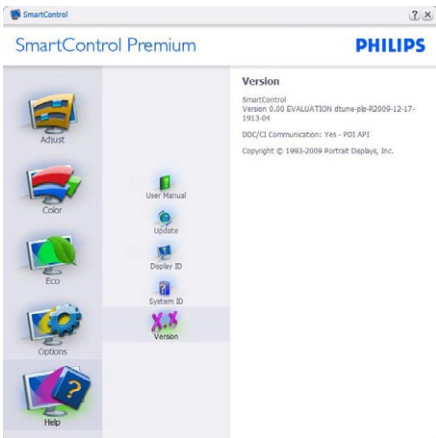 SmartControl
? x
SmartControl Premium
PHILIPS
Adjust
Color
Eco
Options
Help
User Manual
Update
Display ID
System ID
X.X
Version
Version
SmartControl
Version 0.00 EVALUATION dtune-plp-R2009-12-17-
1913-04
DDC/CI Communication: Yes - PDI API
Copyright © 1993-2009 Portrait Displays, Inc.